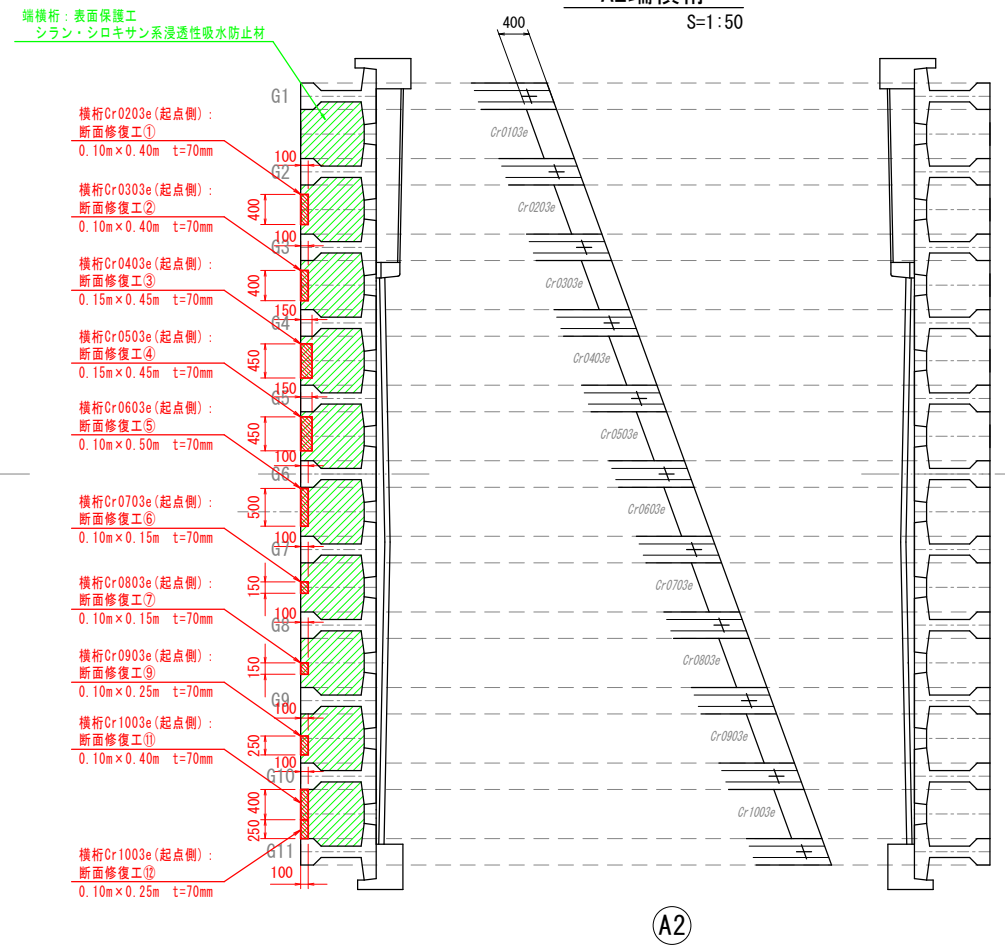 端横桁：表面保護工
シラン・シロキサン系浸透性吸水防止材
400
S=1:50
G1
横桁Cr0203e(起点側)：
断面修復工①
0.10m×0.40m t=70mm
100
G2
400
横桁Cr0303e(起点側)：
断面修復工②
0.10m×0.40m t=70mm
100
G3
400
横桁Cr0403e(起点側)：
断面修復工③
0.15m×0.45m t=70mm
150
G4
450
横桁Cr0503e(起点側)：
断面修復工④
0.15m×0.45m t=70mm
150
G5
450
横桁Cr0603e(起点側)：
断面修復工⑤
0.10m×0.50m t=70mm
100
G6
500
横桁Cr0703e(起点側)：
断面修復工⑥
0.10m×0.15m t=70mm
100
G7
150
横桁Cr0803e(起点側)：
断面修復工⑦
0.10m×0.15m t=70mm
100
G8
150
横桁Cr0903e(起点側)：
断面修復工⑨
0.10m×0.25m t=70mm
100
G9
250
横桁Cr1003e(起点側)：
断面修復工⑪
0.10m×0.40m t=70mm
100
G10
400
250
G11
横桁Cr1003e(起点側)：
断面修復工⑫
0.10m×0.25m t=70mm
100
Cr0103e
Cr0203e
Cr0303e
Cr0403e
Cr0503e
Cr0603e
Cr0703e
Cr0803e
Cr0903e
Cr1003e
A2